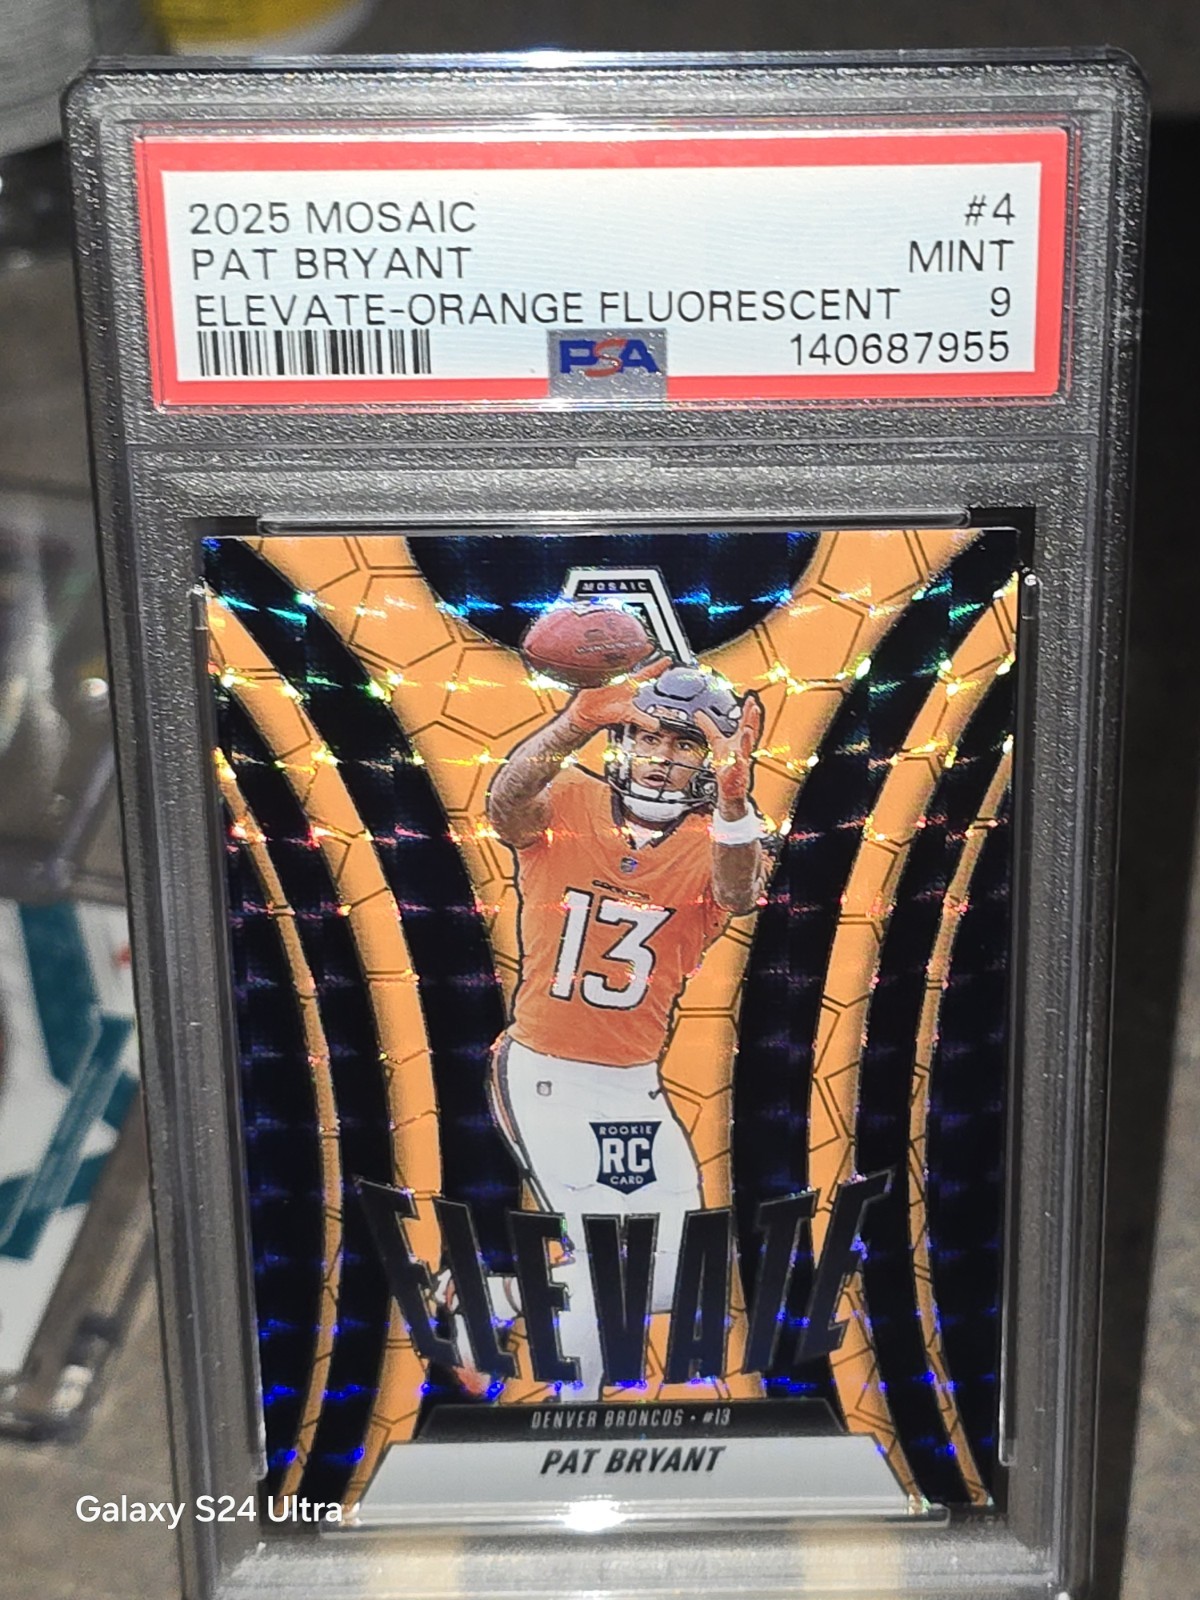 2025 MOSAIC #4
PAT BRYANT MINT
ELEVATE-ORANGE FLUORESCENT 9
PSA 140687955
MOSAIC
BRONCOS
13
ROOKIE
RC
CARD
ELEVATE
DENVER BRONCOS • #13
PAT BRYANT
Galaxy S24 Ultra